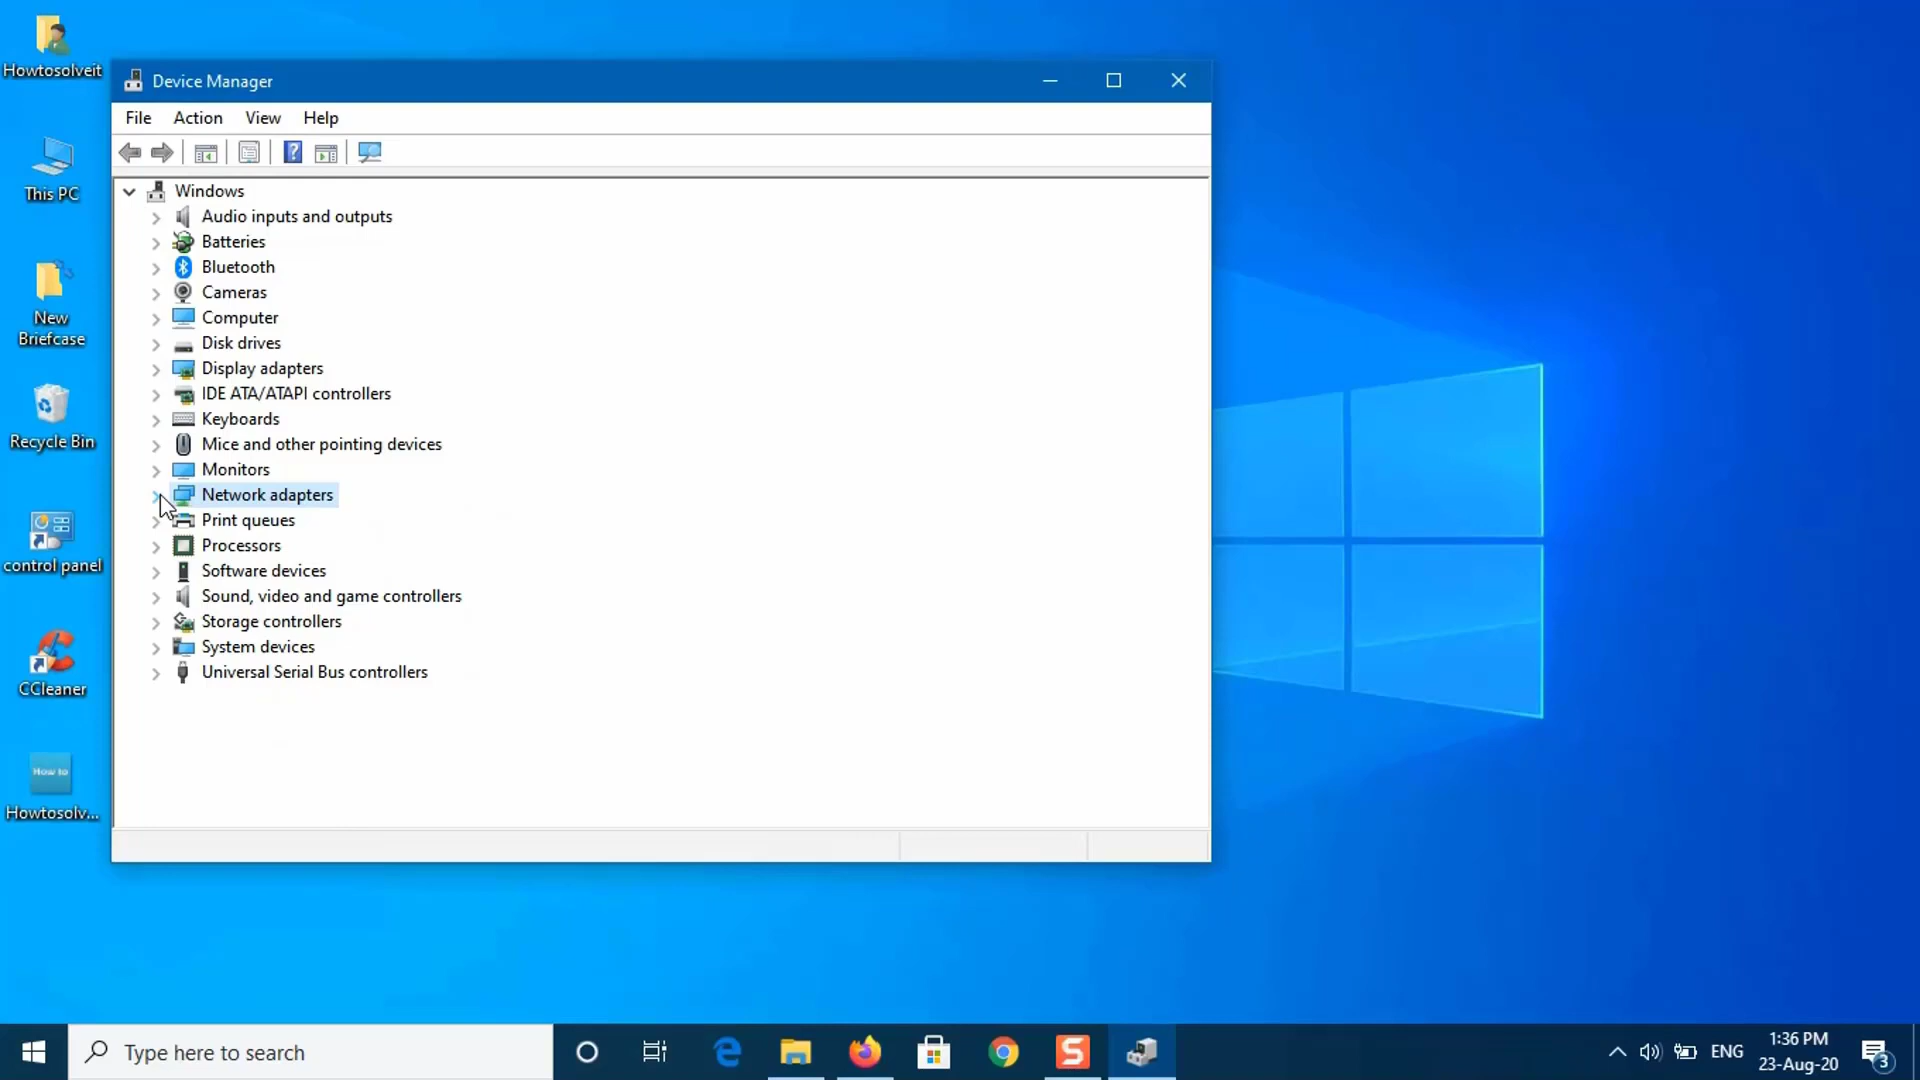 Howtosolveit
This PC
New
Briefcase
Recycle Bin
control panel
CCleaner
How to
Howtosolv...
Device Manager
File Action View Help
?
Windows
Audio inputs and outputs
Batteries
Bluetooth
Cameras
Computer
Disk drives
Display adapters
IDE ATA/ATAPI controllers
Keyboards
Mice and other pointing devices
Monitors
Network adapters
Print queues
Processors
Software devices
Sound, video and game controllers
Storage controllers
System devices
Universal Serial Bus controllers
Type here to search
S
ENG
1:36 PM
23-Aug-20
3